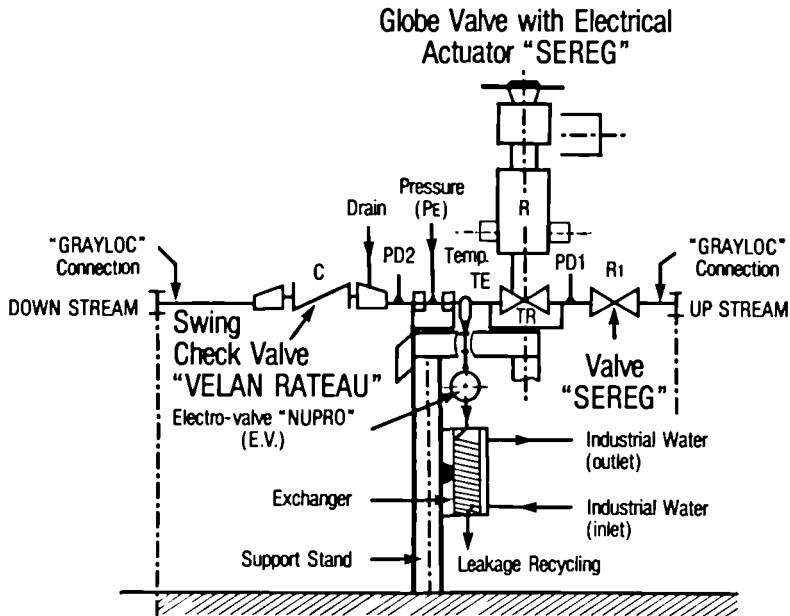 Globe Valve with Electrical
Actuator "SEREG"
Pressure
(PE)
R
Drain
"GRAYLOC"
Connection
C
PD2
Temp.
TE
PD1
R1
"GRAYLOC"
Connection
DOWN STREAM
TR
UP STREAM
Swing
Check Valve
"VELAN RATEAU"
Valve
"SEREG"
Electro-valve "NUPRO"
(E.V.)
Industrial Water
(outlet)
Exchanger
Industrial Water
(inlet)
Support Stand
Leakage Recycling